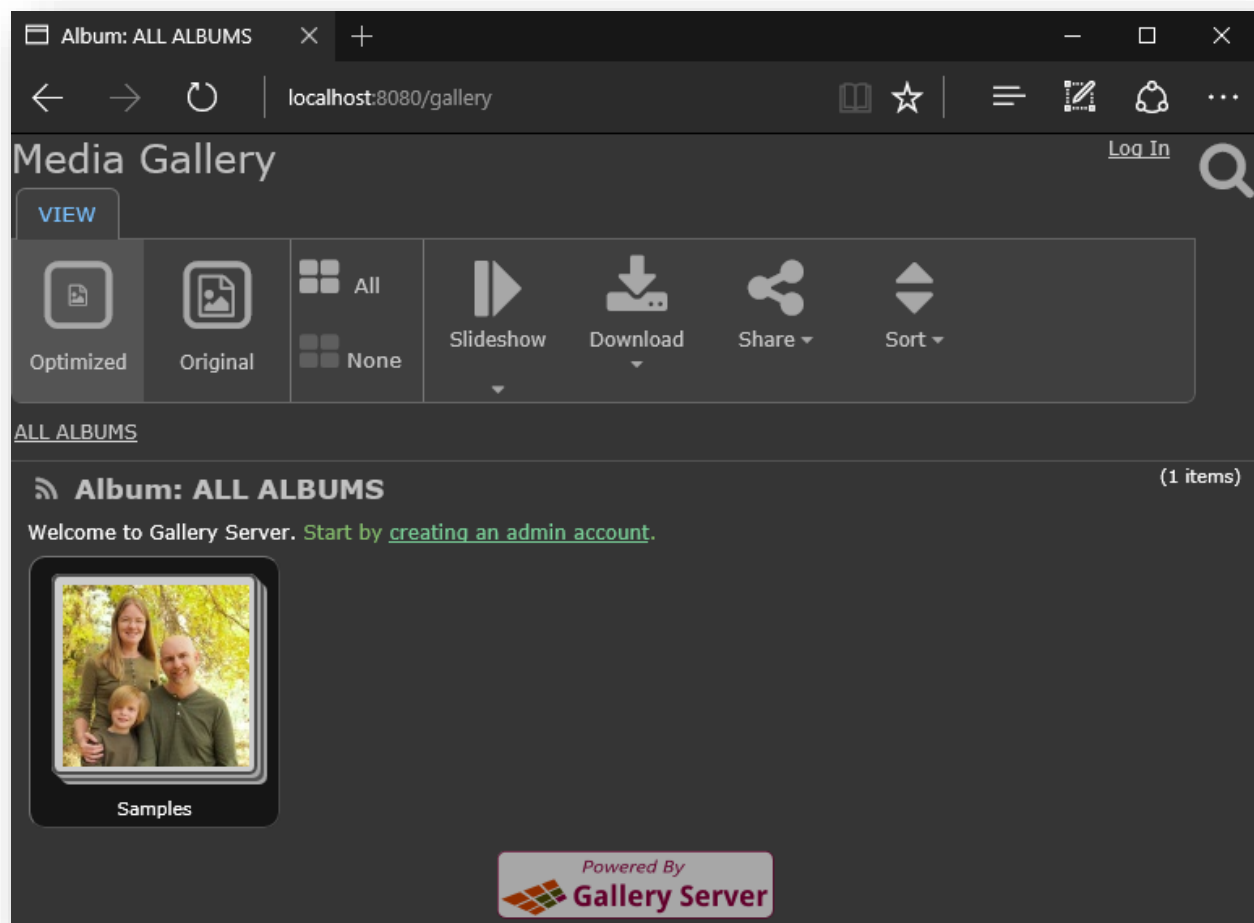 Album: ALL ALBUMS
localhost:8080/gallery
Media Gallery
Log In
VIEW
Optimized
Original
All
None
Slideshow
Download
Share
Sort
ALL ALBUMS
Album: ALL ALBUMS
(1 items)
Welcome to Gallery Server. Start by creating an admin account.
Samples
Powered By
Gallery Server